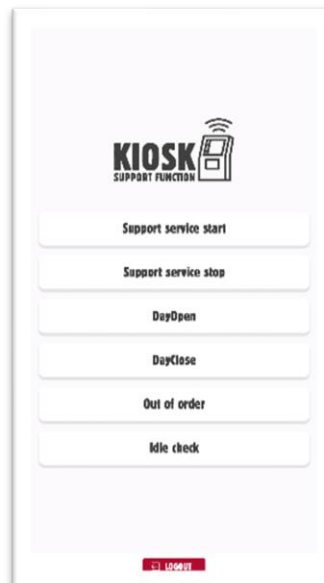 KIOSK
SUPPORT FUNCTION
Support service start
Support service stop
DayOpen
DayClose
Out of order
Idle check
LOGOUT